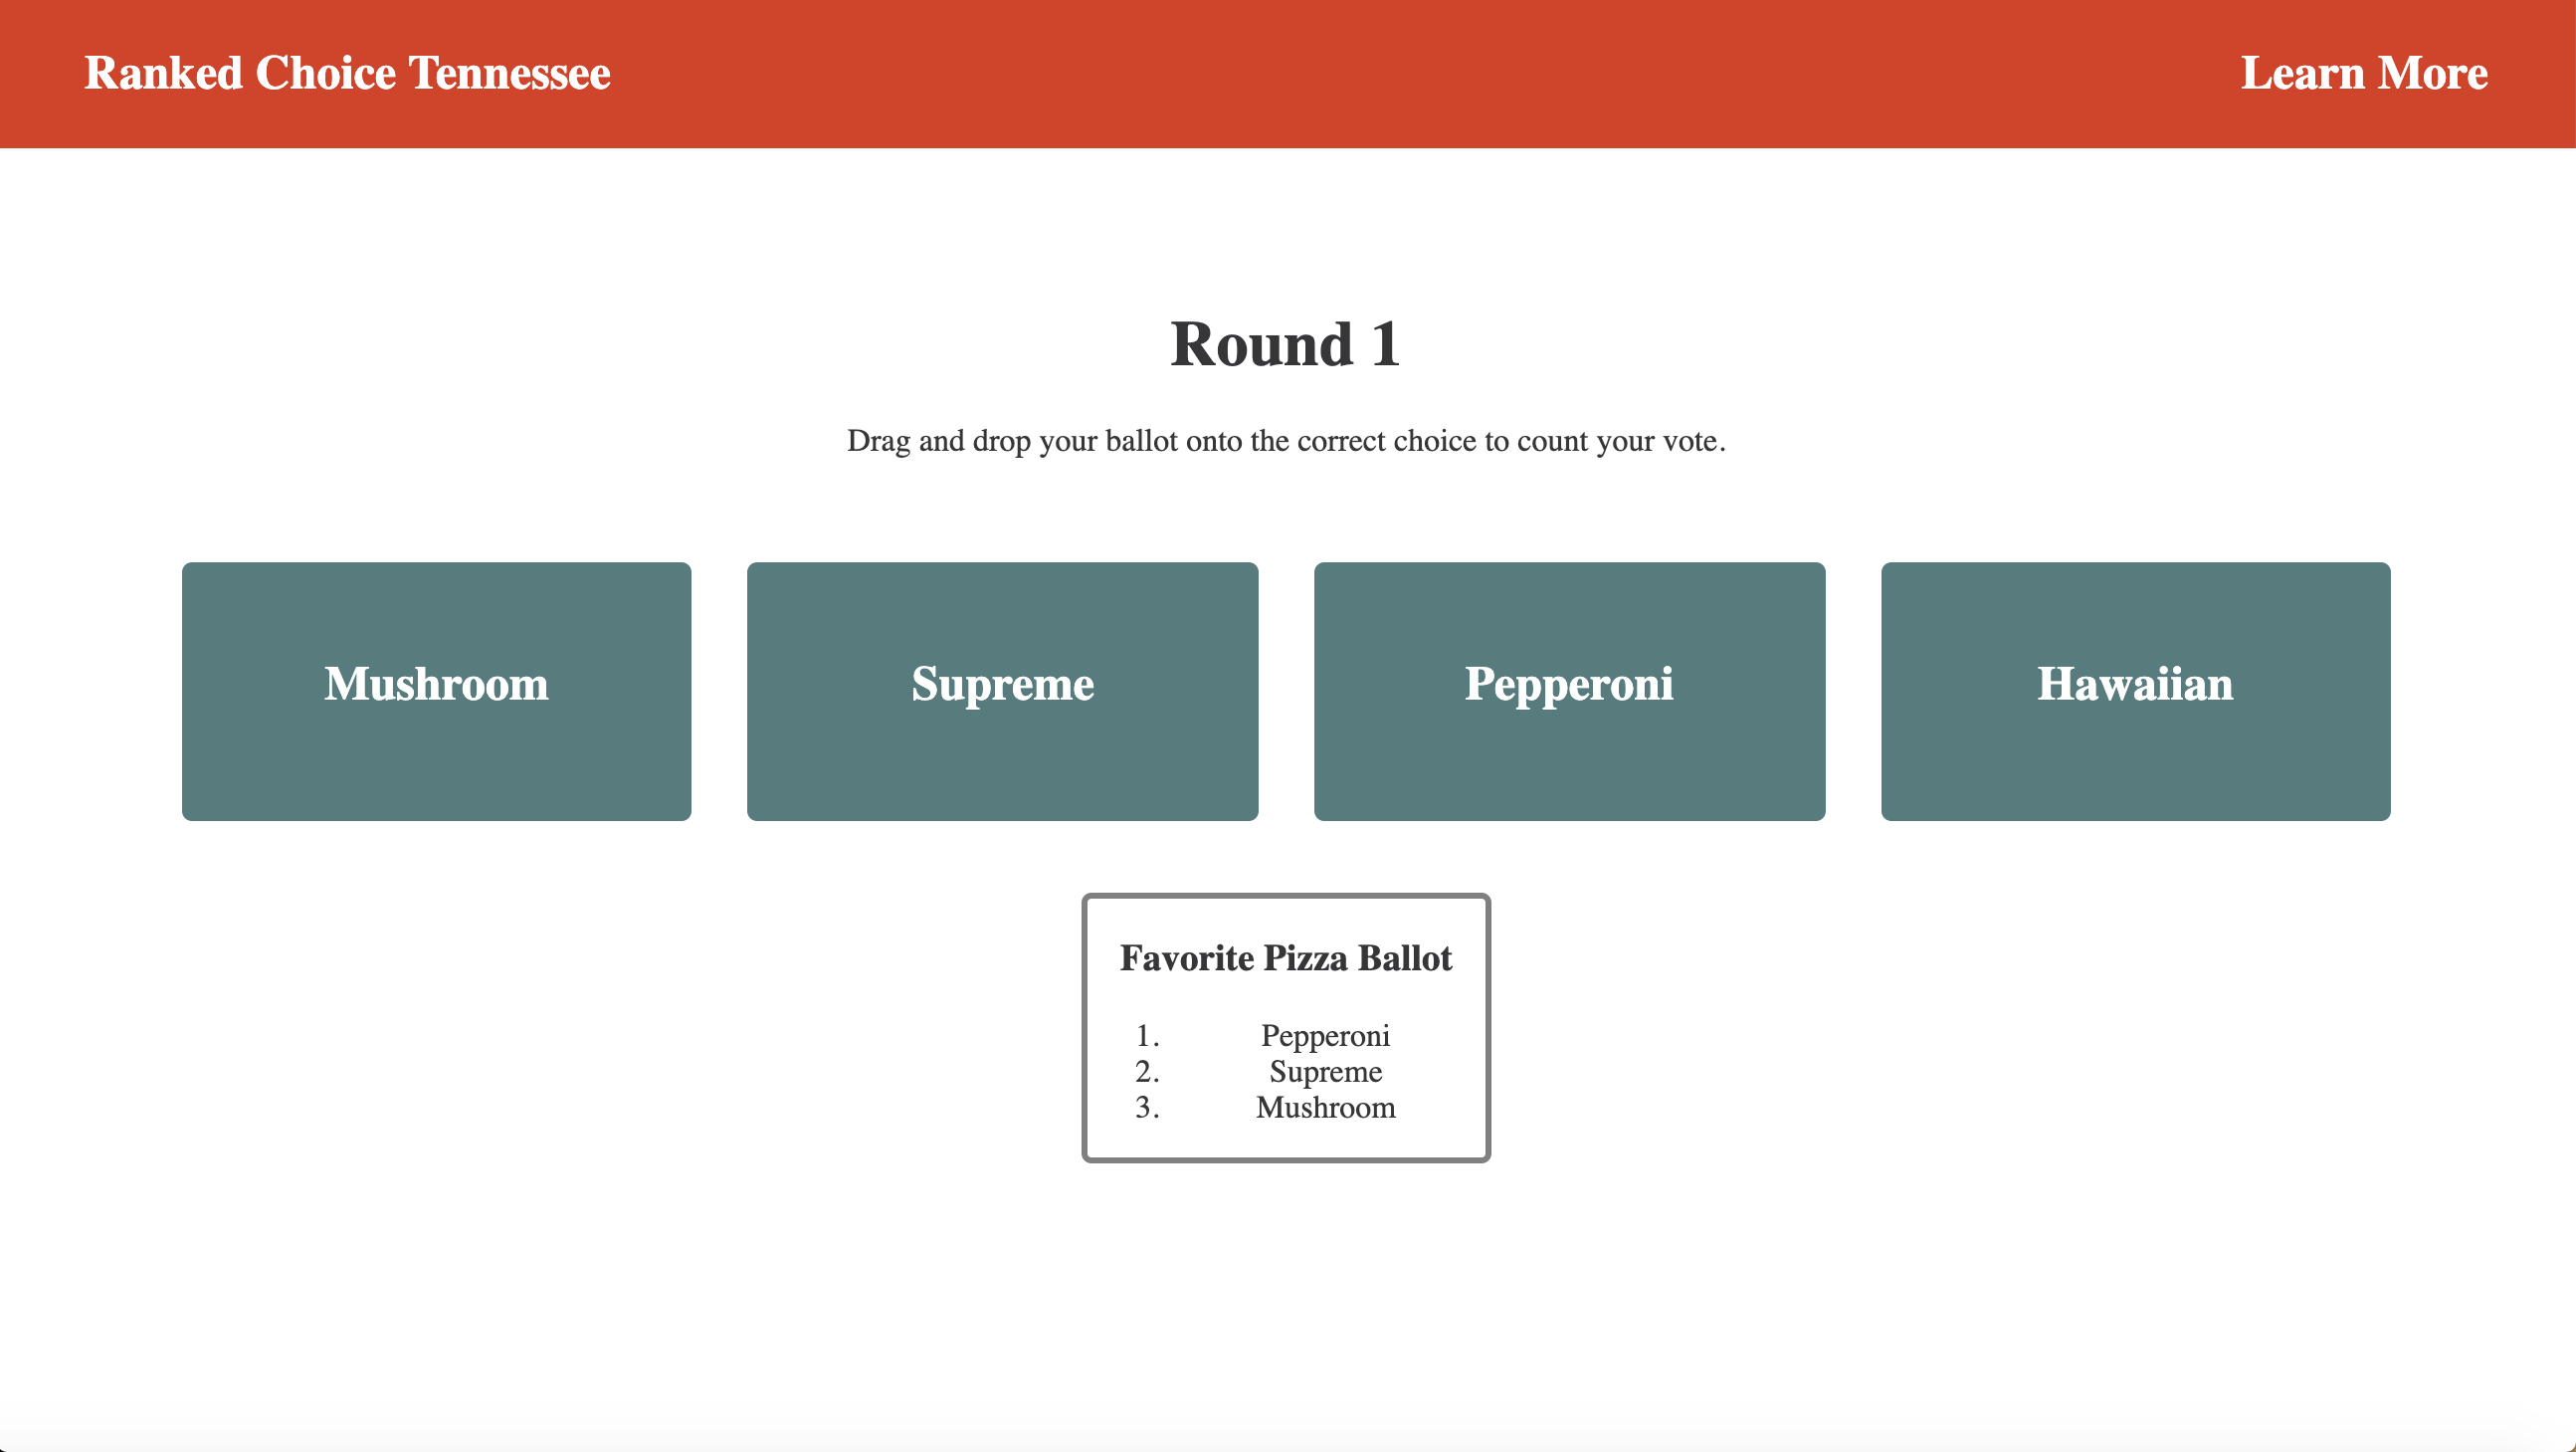 Ranked Choice Tennessee
Learn More
Round 1
Drag and drop your ballot onto the correct choice to count your vote.
Mushroom
Supreme
Pepperoni
Hawaiian
Favorite Pizza Ballot
1. Pepperoni
2. Supreme
3. Mushroom